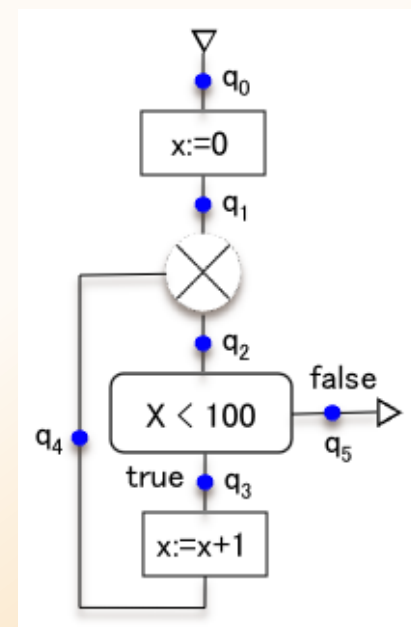 q0
x:=0
q1
q2
false
X < 100
q4
q5
true
q3
x:=x+1